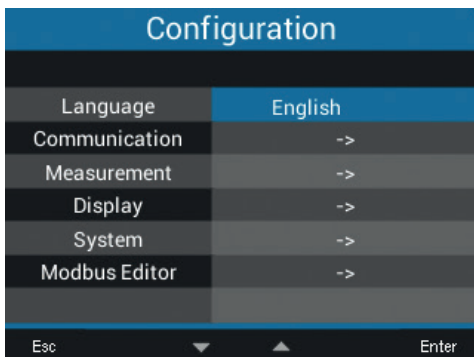 Configuration
Language English
Communication ->
Measurement ->
Display ->
System ->
Modbus Editor ->
Esc Enter